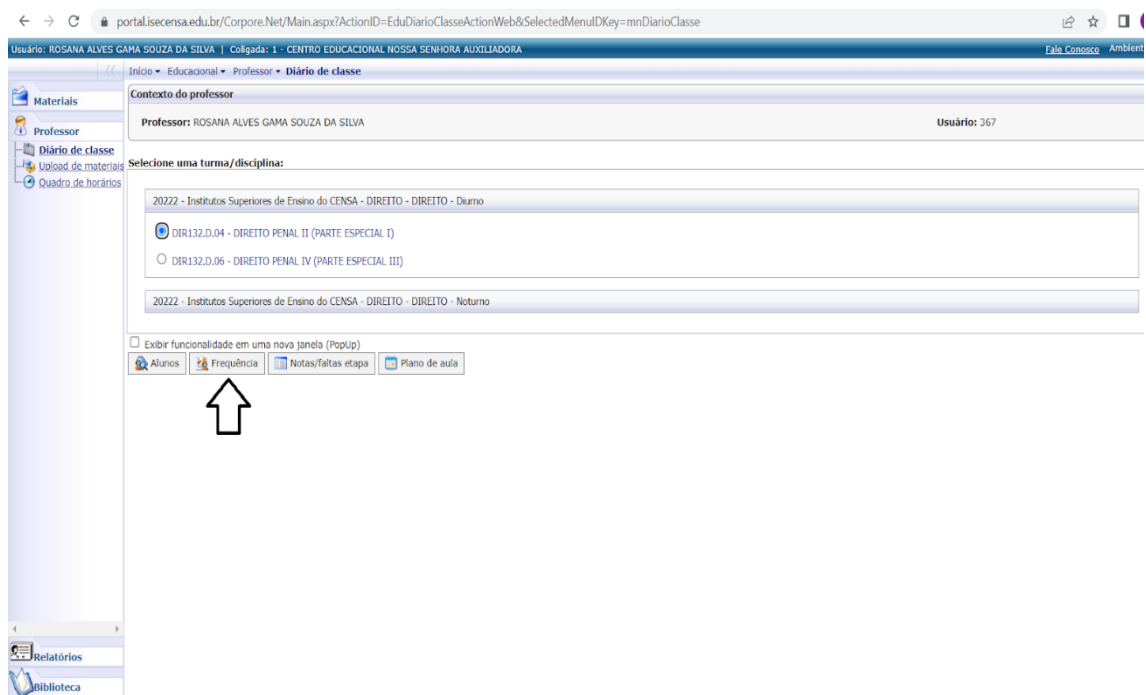 portal.isecensa.edu.br/Corpore.Net/Main.aspx?ActionID=EduDiarioClasseActionWeb&SelectedMenuIDKey=mnDiarioClasse
Usuário: ROSANA ALVES GAMA SOUZA DA SILVA | Coligada: 1 - CENTRO EDUCACIONAL NOSSA SENHORA AUXILIADORA Fale Conosco Ambient
Início Educacional Professor Diário de classe
Materiais
Contexto do professor
Professor: ROSANA ALVES GAMA SOUZA DA SILVA Usuário: 367
Professor
Diário de classe
Upload de materiais
Quadro de horários
Selecione uma turma/disciplina:
20222 - Institutos Superiores de Ensino do CENSA - DIREITO - DIREITO - Diurno
DIR132.D.04 - DIREITO PENAL II (PARTE ESPECIAL I)
DIR132.D.06 - DIREITO PENAL IV (PARTE ESPECIAL III)
20222 - Institutos Superiores de Ensino do CENSA - DIREITO - DIREITO - Noturno
Exibir funcionalidade em uma nova janela (PopUp)
Alunos Frequência Notas/faltas etapa Plano de aula
Relatórios
Biblioteca